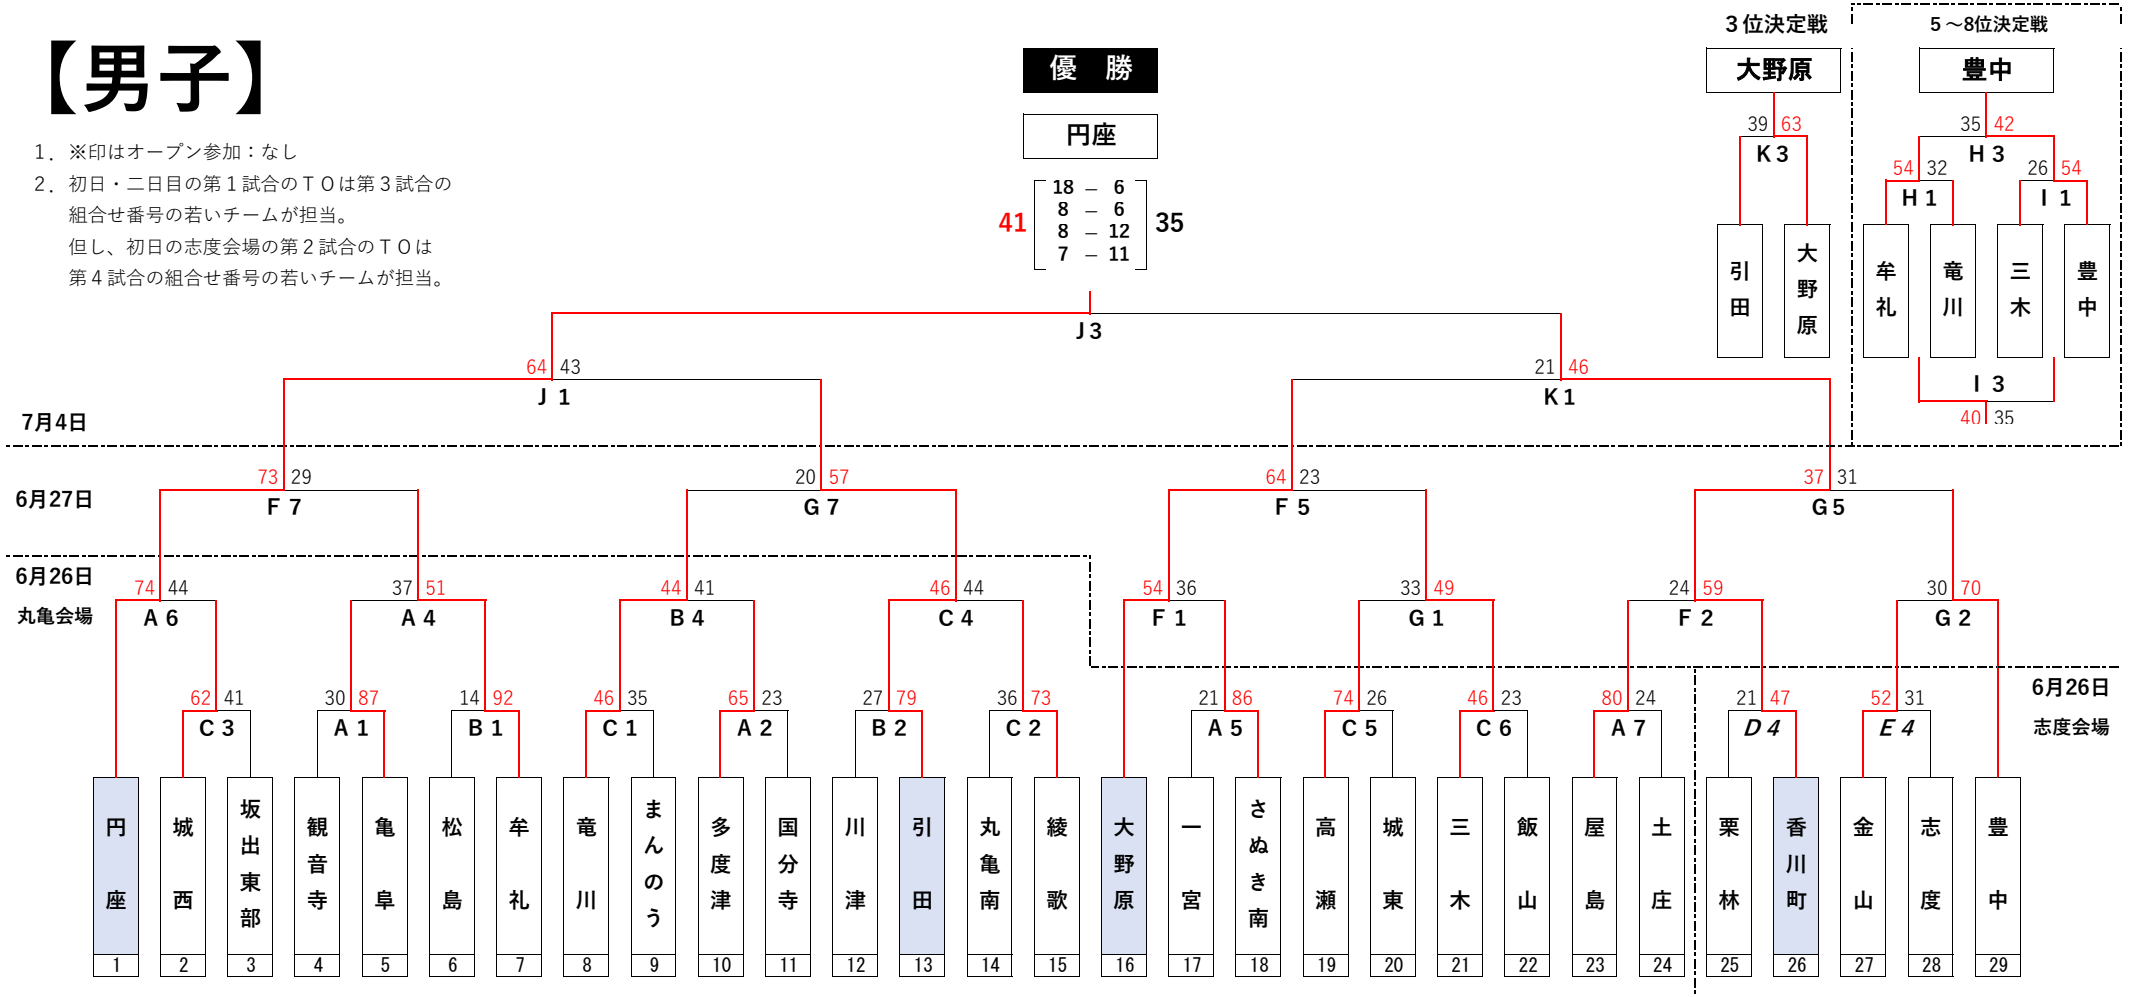 【男子】
1．※印はオープン参加：なし
2．初日・二日目の第１試合のＴＯは第３試合の
組合せ番号の若いチームが担当。
但し、初日の志度会場の第２試合のＴＯは
第４試合の組合せ番号の若いチームが担当。
優　勝
円座
41
18 － 6
8 － 6
8 － 12
7 － 11
35
３位決定戦
大野原
39 63
K3
引田
大野原
５～8位決定戦
豊中
35 42
H3
54 32
H1
26 54
I 1
牟礼
竜川
三木
豊中
I 3
40 35
J3
64 43
J 1
21 46
K1
7月4日
6月27日
73 29
F 7
20 57
G 7
64 23
F 5
37 31
G5
6月26日
丸亀会場
74 44
A 6
37 51
A 4
44 41
B 4
46 44
C 4
54 36
F 1
33 49
G 1
24 59
F 2
30 70
G 2
6月26日
志度会場
62 41
C 3
30 87
A 1
14 92
B 1
46 35
C 1
65 23
A 2
27 79
B 2
36 73
C 2
21 86
A 5
74 26
C 5
46 23
C 6
80 24
A 7
21 47
D 4
52 31
E 4
円座
城西
坂出東部
観音寺
亀阜
松島
牟礼
竜川
まんのう
多度津
国分寺
川津
引田
丸亀南
綾歌
大野原
一宮
さぬき南
高瀬
城東
三木
飯山
屋島
土庄
栗林
香川町
金山
志度
豊中
1 2 3 4 5 6 7 8 9 10 11 12 13 14 15 16 17 18 19 20 21 22 23 24 25 26 27 28 29